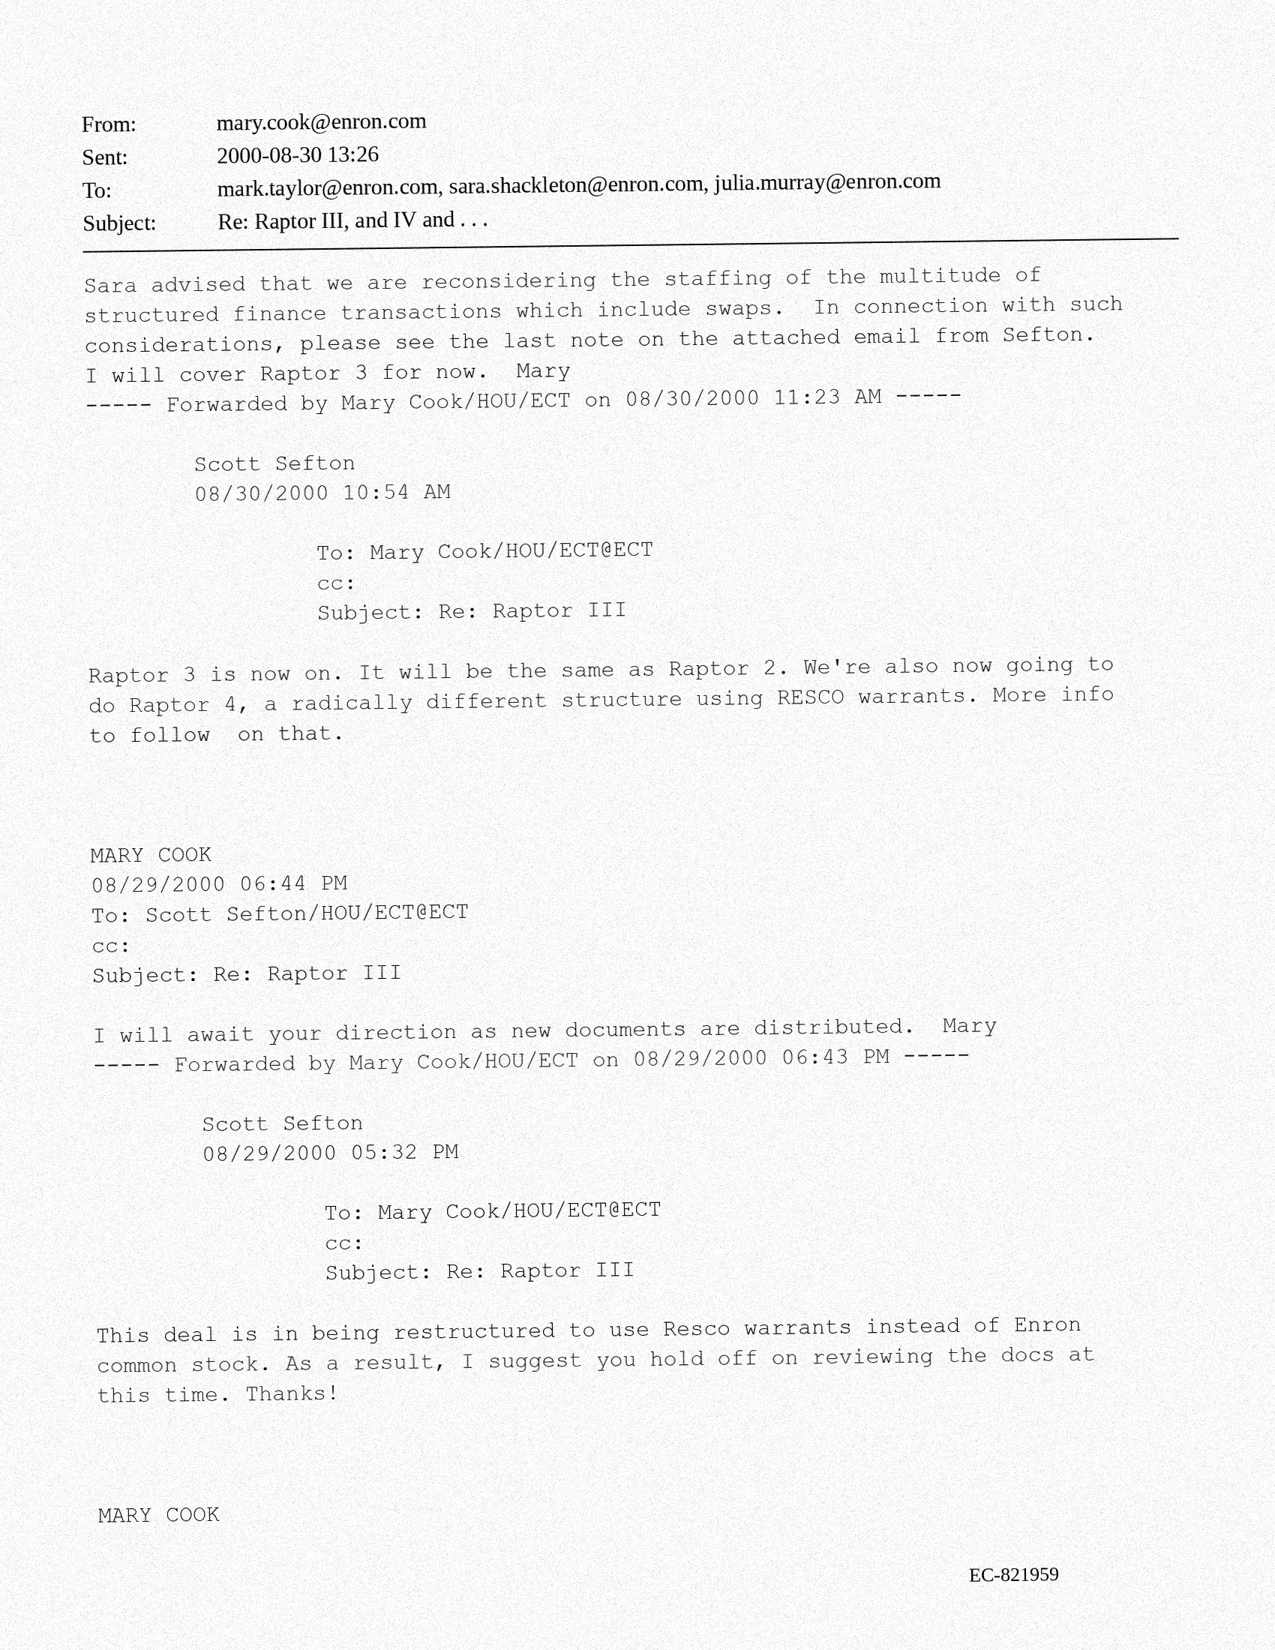 From: mary.cook@enron.com
Sent: 2000-08-30 13:26
To: mark.taylor@enron.com, sara.shackleton@enron.com, julia.murray@enron.com
Subject: Re: Raptor III, and IV and . . .
Sara advised that we are reconsidering the staffing of the multitude of
structured finance transactions which include swaps.  In connection with such
considerations, please see the last note on the attached email from Sefton.
I will cover Raptor 3 for now.  Mary
----- Forwarded by Mary Cook/HOU/ECT on 08/30/2000 11:23 AM -----
Scott Sefton
08/30/2000 10:54 AM
To: Mary Cook/HOU/ECT@ECT
cc:
Subject: Re: Raptor III
Raptor 3 is now on. It will be the same as Raptor 2. We're also now going to
do Raptor 4, a radically different structure using RESCO warrants. More info
to follow  on that.
MARY COOK
08/29/2000 06:44 PM
To: Scott Sefton/HOU/ECT@ECT
cc:
Subject: Re: Raptor III
I will await your direction as new documents are distributed.  Mary
----- Forwarded by Mary Cook/HOU/ECT on 08/29/2000 06:43 PM -----
Scott Sefton
08/29/2000 05:32 PM
To: Mary Cook/HOU/ECT@ECT
cc:
Subject: Re: Raptor III
This deal is in being restructured to use Resco warrants instead of Enron
common stock. As a result, I suggest you hold off on reviewing the docs at
this time. Thanks!
MARY COOK
EC-821959